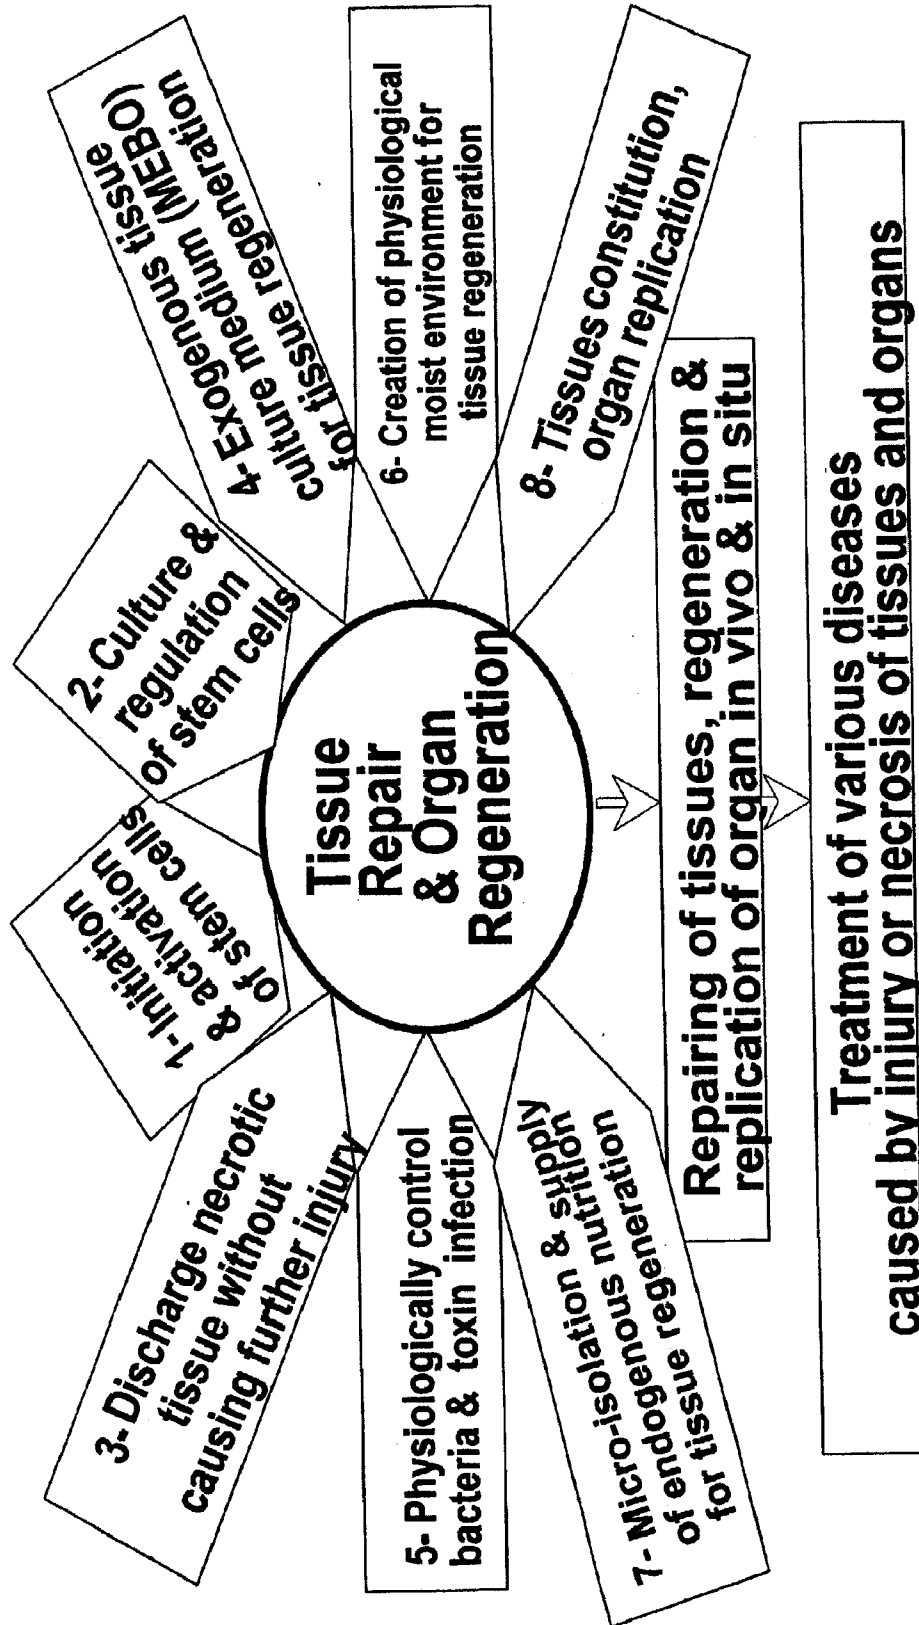 1- Initiation
& activation
of stem cells
2- Culture &
regulation
of stem cells
3- Discharge necrotic
tissue without
causing further injury
4- Exogenous tissue
culture medium (MEBO)
for tissue regeneration
5- Physiologically control
bacteria & toxin infection
6- Creation of physiological
moist environment for
tissue regeneration
7- Micro-isolation & supply
of endogenous nutrition
for tissue regeneration
8- Tissues constitution,
organ replication
Tissue
Repair
& Organ
Regeneration
Repairing of tissues, regeneration &
replication of organ in vivo & in situ
Treatment of various diseases
caused by injury or necrosis of tissues and organs